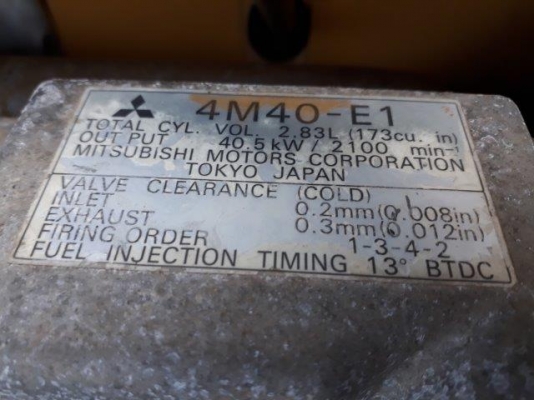 4M40-E1
TOTAL CYL. VOL. 2.83L (173cu. in)
OUTPUT 40.5kW / 2100 min⁻¹
MITSUBISHI MOTORS CORPORATION
TOKYO JAPAN
VALVE CLEARANCE (COLD)
INLET 0.2mm(0.008in)
EXHAUST 0.3mm(0.012in)
FIRING ORDER 1-3-4-2
FUEL INJECTION TIMING 13° BTDC